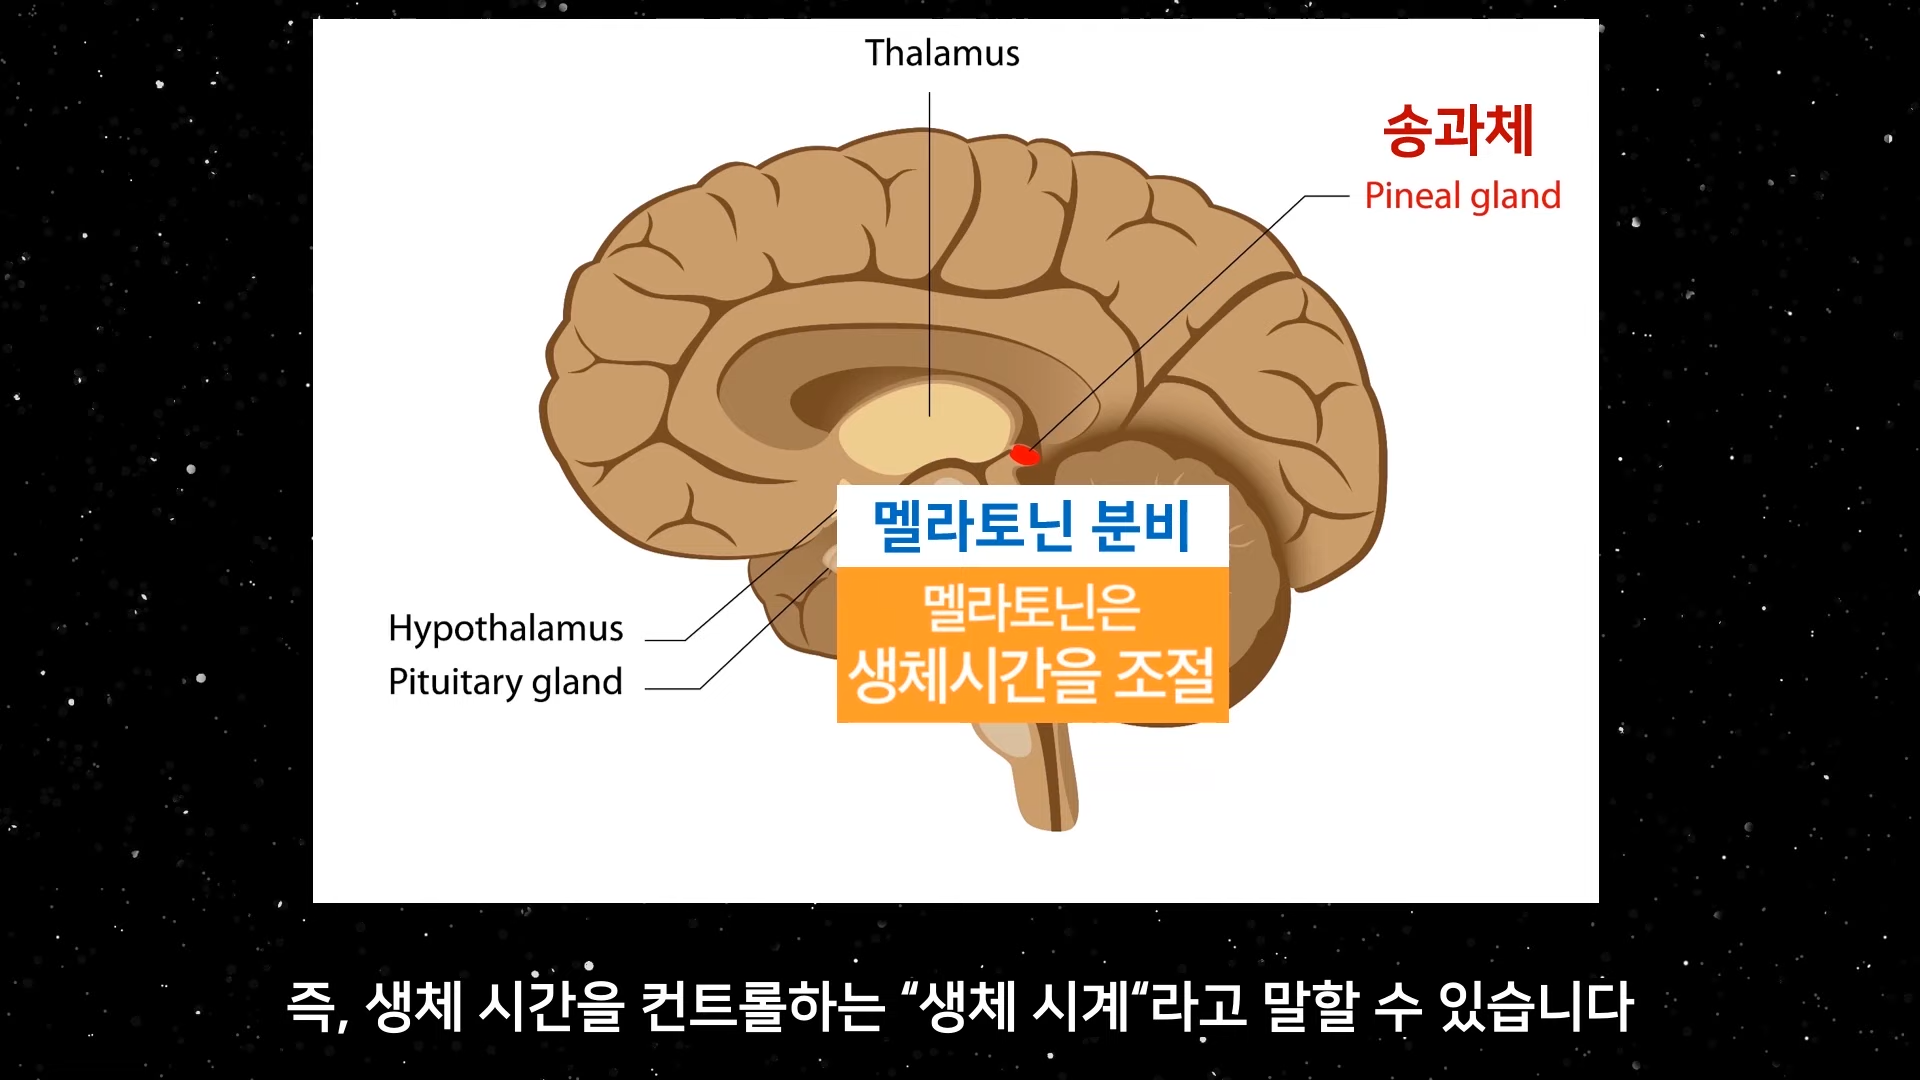 Thalamus
송과체
Pineal gland
멜라토닌 분비
멜라토닌은
생체시간을 조절
Hypothalamus
Pituitary gland
즉, 생체 시간을 컨트롤하는 “생체 시계“라고 말할 수 있습니다